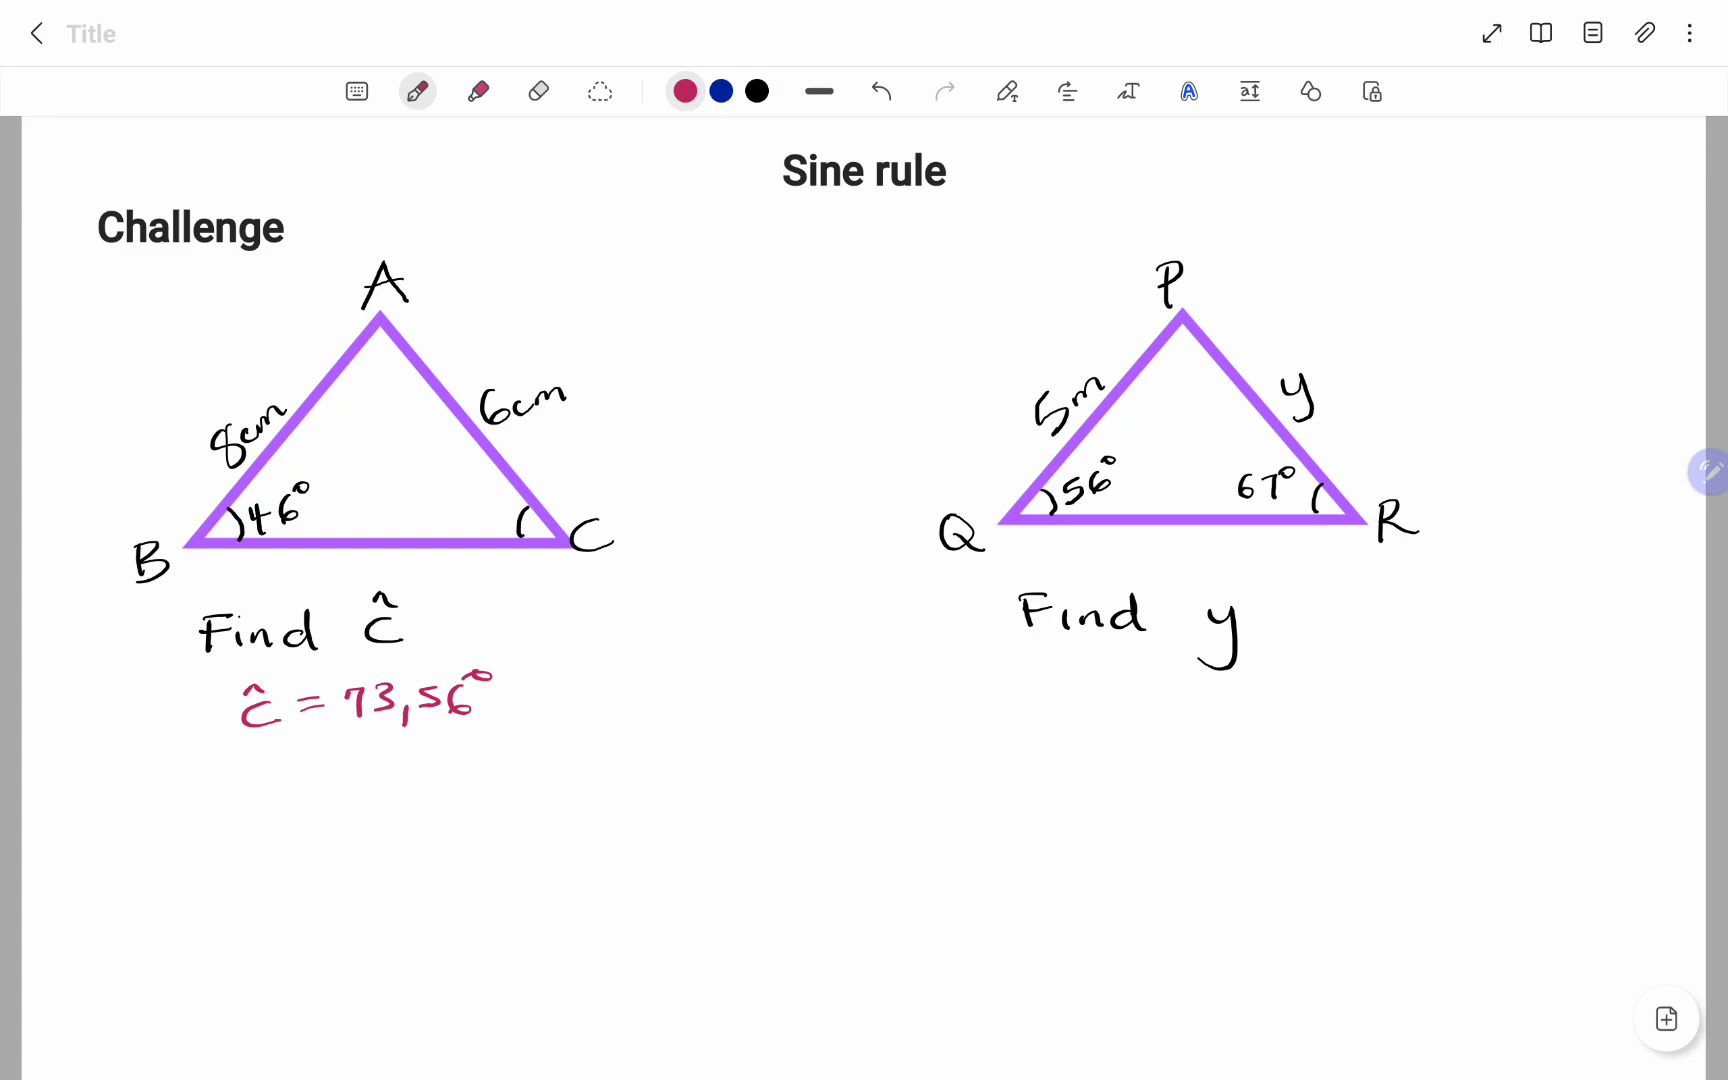 Title
Sine rule
Challenge
A
8cm
6cm
46°
B
C
Find ĉ
ĉ = 73,56°
P
5m
y
56°
67°
Q
R
Find y